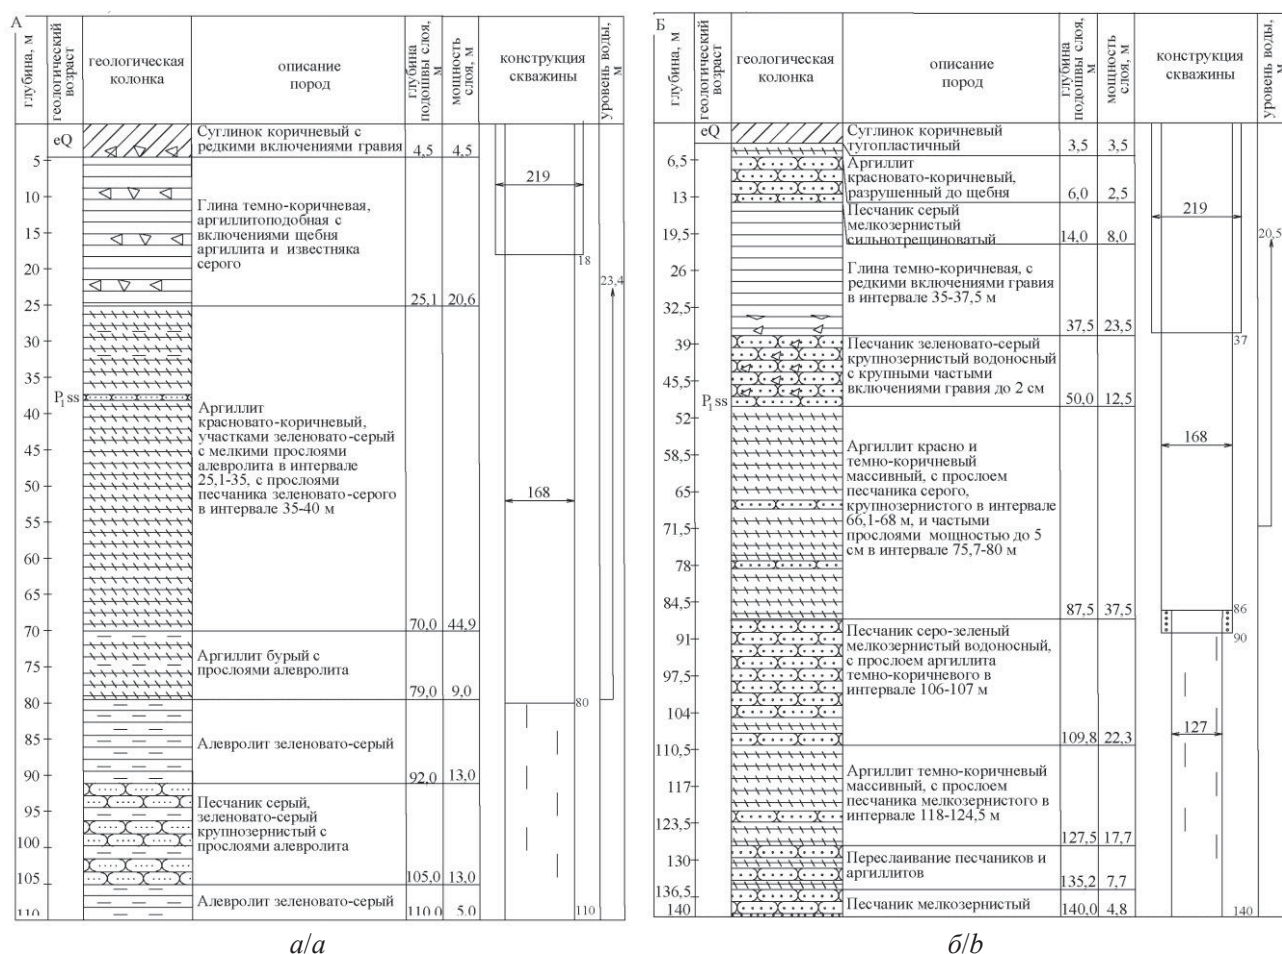 А
глубина, м
геологический
возраст
геологическая
колонка
описание
пород
глубина
подошвы слоя,
м
мощность
слоя, м
конструкция
скважины
уровень воды,
м
eQ
P₁ss
5
10
15
20
25
30
35
40
45
50
55
60
65
70
75
80
85
90
95
100
105
110
Суглинок коричневый с
редкими включениями гравия
4,5
4,5
Глина темно-коричневая,
аргиллитоподобная с
включениями щебня
аргиллита и известняка
серого
25,1
20,6
Аргиллит
красновато-коричневый,
участками зеленовато-серый
с мелкими прослоями
алевролита в интервале
25,1-35, с прослоями
песчаника зеленовато-серого
в интервале 35-40 м
70,0
44,9
Аргиллит бурый с
прослоями алевролита
79,0
9,0
Алевролит зеленовато-серый
92,0
13,0
Песчаник серый,
зеленовато-серый
крупнозернистый с
прослоями алевролита
105,0
13,0
Алевролит зеленовато-серый
110,0
5,0
219
18
23,4
168
80
110
а/a
Б
глубина, м
геологический
возраст
геологическая
колонка
описание
пород
глубина
подошвы слоя,
м
мощность
слоя, м
конструкция
скважины
уровень воды,
м
eQ
P₁ss
6,5
13
19,5
26
32,5
39
45,5
52
58,5
65
71,5
78
84,5
91
97,5
104
110,5
117
123,5
130
136,5
140
Суглинок коричневый
тугопластичный
3,5
3,5
Аргиллит
красновато-коричневый,
разрушенный до щебня
6,0
2,5
Песчаник серый
мелкозернистый
сильнотрещиноватый
14,0
8,0
Глина темно-коричневая, с
редкими включениями гравия
в интервале 35-37,5 м
37,5
23,5
Песчаник зеленовато-серый
крупнозернистый водоносный
с крупными частыми
включениями гравия до 2 см
50,0
12,5
Аргиллит красно и
темно-коричневый
массивный, с прослоем
песчаника серого,
крупнозернистого в интервале
66,1-68 м, и частыми
прослоями мощностью до 5
см в интервале 75,7-80 м
87,5
37,5
Песчаник серо-зеленый
мелкозернистый водоносный,
с прослоем аргиллита
темно-коричневого в
интервале 106-107 м
109,8
22,3
Аргиллит темно-коричневый
массивный, с прослоем
песчаника мелкозернистого в
интервале 118-124,5 м
127,5
17,7
Переслаивание песчаников и
аргиллитов
135,2
7,7
Песчаник мелкозернистый
140,0
4,8
219
20,5
37
168
86
90
127
140
б/b